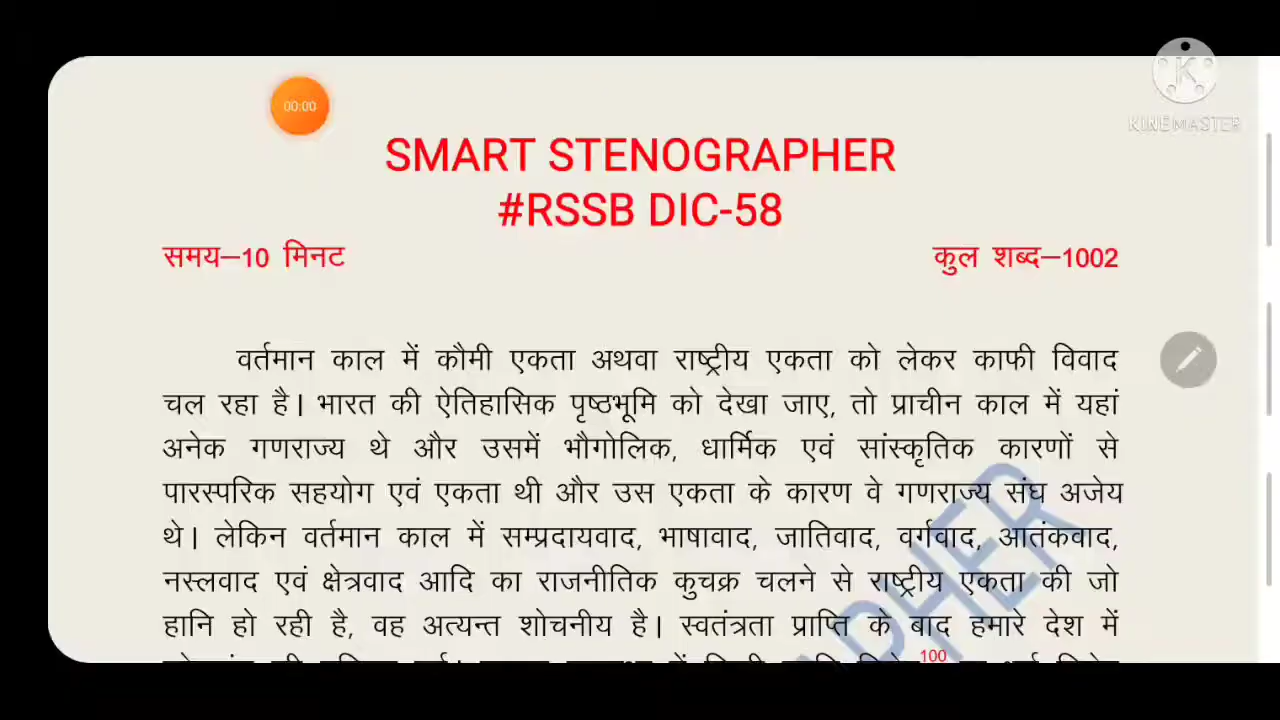 00:00
KINEMASTER
SMART STENOGRAPHER
#RSSB DIC-58
समय–10 मिनट कुल शब्द–1002
वर्तमान काल में कौमी एकता अथवा राष्ट्रीय एकता को लेकर काफी विवाद
चल रहा है। भारत की ऐतिहासिक पृष्ठभूमि को देखा जाए, तो प्राचीन काल में यहां
अनेक गणराज्य थे और उसमें भौगोलिक, धार्मिक एवं सांस्कृतिक कारणों से
पारस्परिक सहयोग एवं एकता थी और उस एकता के कारण वे गणराज्य संघ अजेय
थे। लेकिन वर्तमान काल में सम्प्रदायवाद, भाषावाद, जातिवाद, वर्गवाद, आतंकवाद,
नस्लवाद एवं क्षेत्रवाद आदि का राजनीतिक कुचक्र चलने से राष्ट्रीय एकता की जो
हानि हो रही है, वह अत्यन्त शोचनीय है। स्वतंत्रता प्राप्ति के बाद हमारे देश में
100